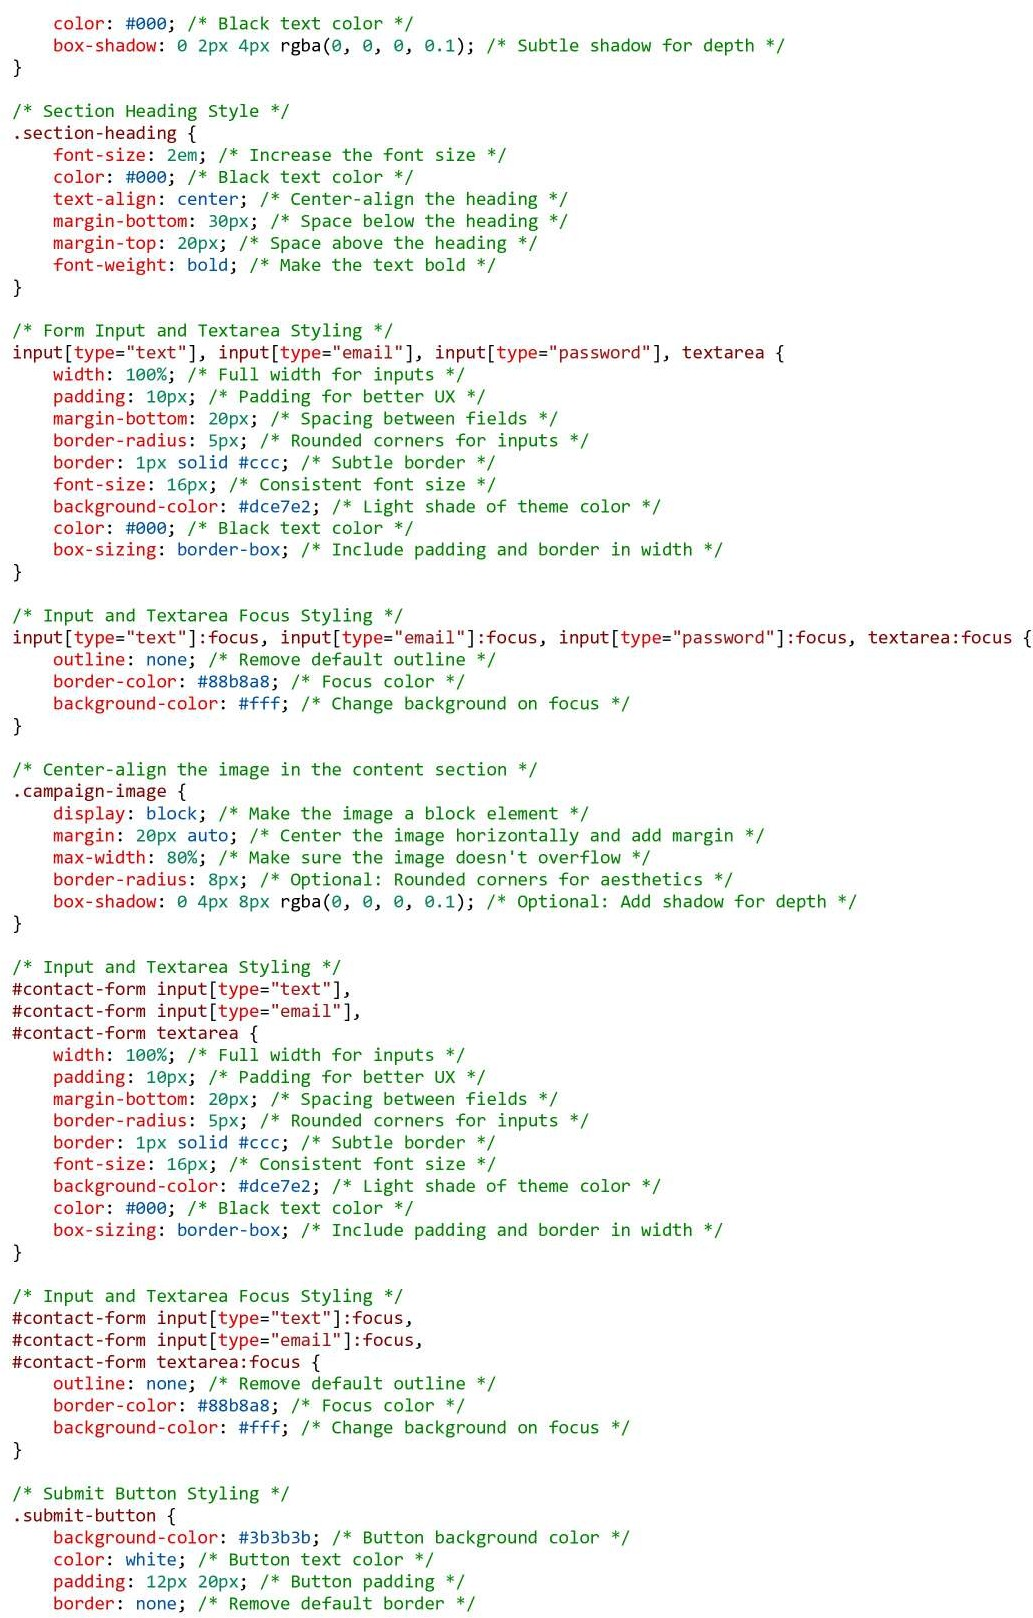 color: #000; /* Black text color */
box-shadow: 0 2px 4px rgba(0, 0, 0, 0.1); /* Subtle shadow for depth */
}
/* Section Heading Style */
.section-heading {
font-size: 2em; /* Increase the font size */
color: #000; /* Black text color */
text-align: center; /* Center-align the heading */
margin-bottom: 30px; /* Space below the heading */
margin-top: 20px; /* Space above the heading */
font-weight: bold; /* Make the text bold */
}
/* Form Input and Textarea Styling */
input[type="text"], input[type="email"], input[type="password"], textarea {
width: 100%; /* Full width for inputs */
padding: 10px; /* Padding for better UX */
margin-bottom: 20px; /* Spacing between fields */
border-radius: 5px; /* Rounded corners for inputs */
border: 1px solid #ccc; /* Subtle border */
font-size: 16px; /* Consistent font size */
background-color: #dce7e2; /* Light shade of theme color */
color: #000; /* Black text color */
box-sizing: border-box; /* Include padding and border in width */
}
/* Input and Textarea Focus Styling */
input[type="text"]:focus, input[type="email"]:focus, input[type="password"]:focus, textarea:focus {
outline: none; /* Remove default outline */
border-color: #88b8a8; /* Focus color */
background-color: #fff; /* Change background on focus */
}
/* Center-align the image in the content section */
.campaign-image {
display: block; /* Make the image a block element */
margin: 20px auto; /* Center the image horizontally and add margin */
max-width: 80%; /* Make sure the image doesn't overflow */
border-radius: 8px; /* Optional: Rounded corners for aesthetics */
box-shadow: 0 4px 8px rgba(0, 0, 0, 0.1); /* Optional: Add shadow for depth */
}
/* Input and Textarea Styling */
#contact-form input[type="text"],
#contact-form input[type="email"],
#contact-form textarea {
width: 100%; /* Full width for inputs */
padding: 10px; /* Padding for better UX */
margin-bottom: 20px; /* Spacing between fields */
border-radius: 5px; /* Rounded corners for inputs */
border: 1px solid #ccc; /* Subtle border */
font-size: 16px; /* Consistent font size */
background-color: #dce7e2; /* Light shade of theme color */
color: #000; /* Black text color */
box-sizing: border-box; /* Include padding and border in width */
}
/* Input and Textarea Focus Styling */
#contact-form input[type="text"]:focus,
#contact-form input[type="email"]:focus,
#contact-form textarea:focus {
outline: none; /* Remove default outline */
border-color: #88b8a8; /* Focus color */
background-color: #fff; /* Change background on focus */
}
/* Submit Button Styling */
.submit-button {
background-color: #3b3b3b; /* Button background color */
color: white; /* Button text color */
padding: 12px 20px; /* Button padding */
border: none; /* Remove default border */